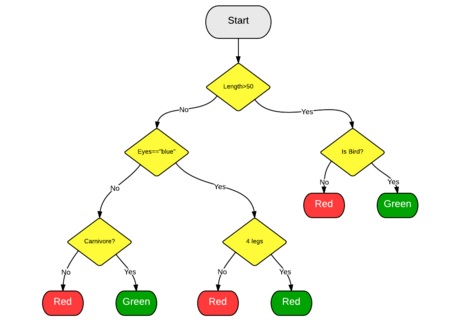 Start
Length>50
No
Yes
Eyes=="blue"
Is Bird?
No
Yes
No
Yes
Red
Green
Carnivore?
4 legs
No
Yes
No
Yes
Red
Green
Red
Red